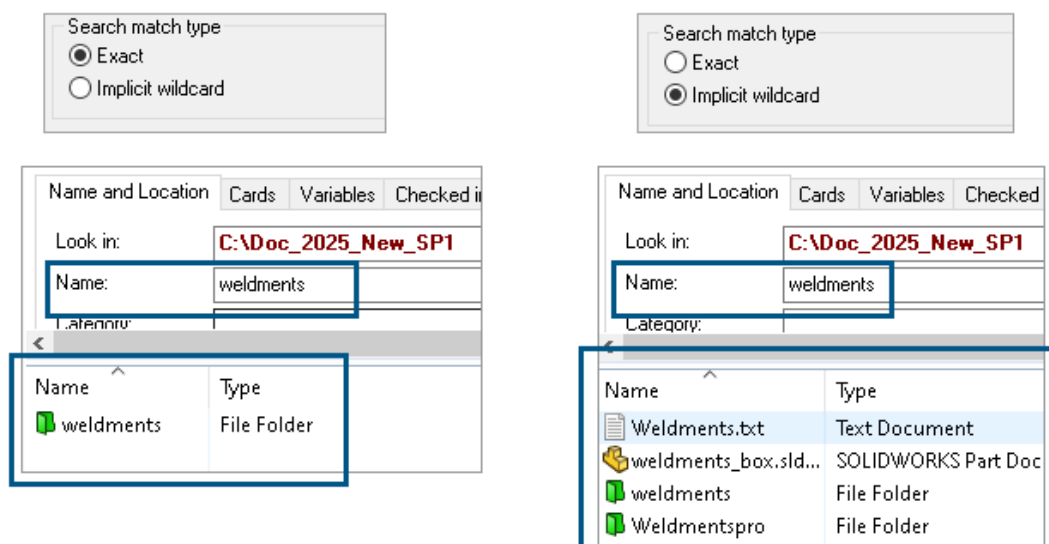 Search match type
Exact
Implicit wildcard
Name and Location Cards Variables Checked i
Look in: C:\Doc_2025_New_SP1
Name: weldments
Category:
Name Type
weldments File Folder
Search match type
Exact
Implicit wildcard
Name and Location Cards Variables Checked
Look in: C:\Doc_2025_New_SP1
Name: weldments
Category:
Name Type
Weldments.txt Text Document
weldments_box.sld... SOLIDWORKS Part Doc
weldments File Folder
Weldmentspro File Folder